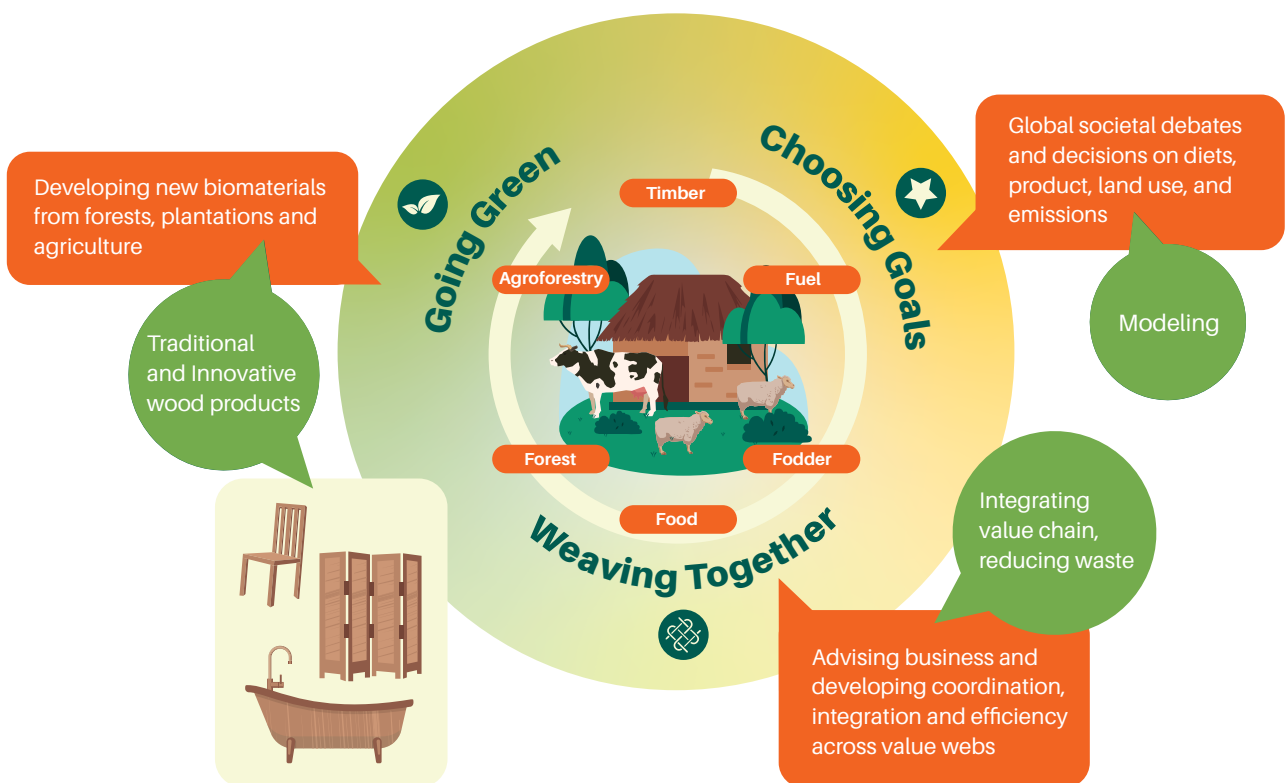 Going Green
Choosing Goals
Weaving Together
Developing new biomaterials
from forests, plantations and
agriculture
Traditional
and Innovative
wood products
Global societal debates
and decisions on diets,
product, land use, and
emissions
Modeling
Timber
Agroforestry
Fuel
Forest
Fodder
Food
Integrating
value chain,
reducing waste
Advising business and
developing coordination,
integration and efficiency
across value webs